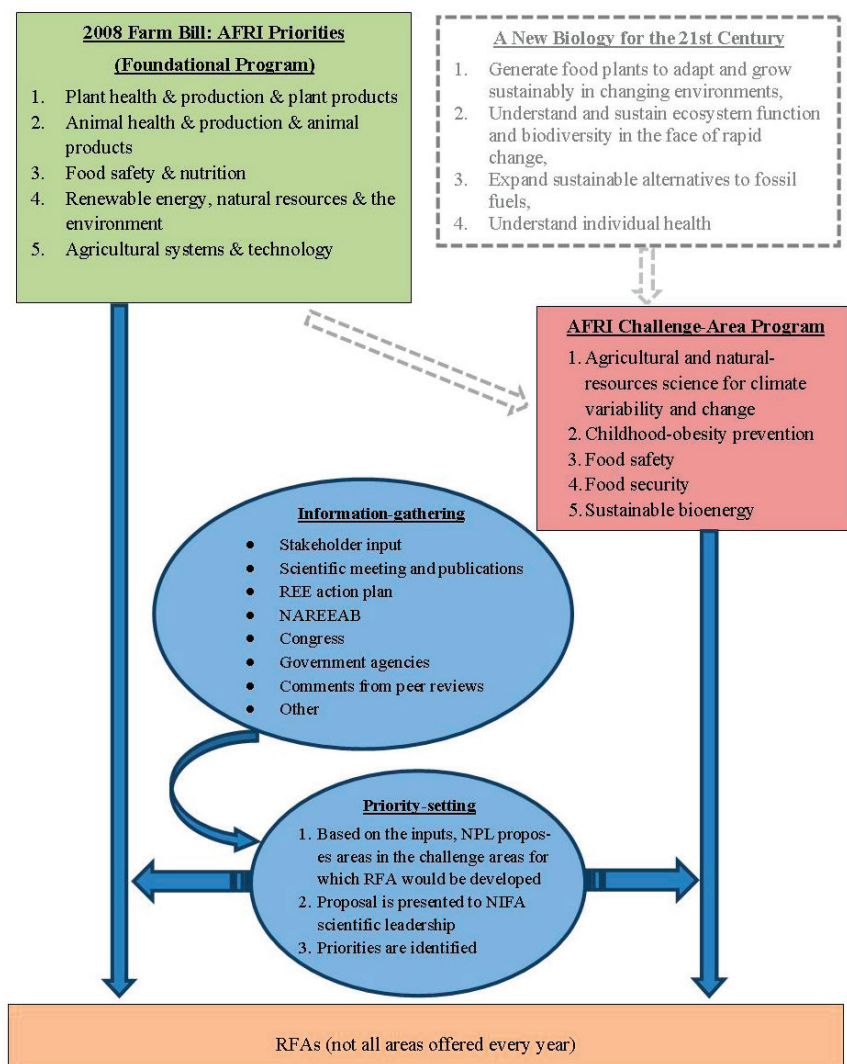 2008 Farm Bill: AFRI Priorities
(Foundational Program)
1. Plant health & production & plant products
2. Animal health & production & animal
products
3. Food safety & nutrition
4. Renewable energy, natural resources & the
environment
5. Agricultural systems & technology
A New Biology for the 21st Century
1. Generate food plants to adapt and grow
sustainably in changing environments,
2. Understand and sustain ecosystem function
and biodiversity in the face of rapid
change,
3. Expand sustainable alternatives to fossil
fuels,
4. Understand individual health
AFRI Challenge-Area Program
1. Agricultural and natural-
resources science for climate
variability and change
2. Childhood-obesity prevention
3. Food safety
4. Food security
5. Sustainable bioenergy
Information-gathering
● Stakeholder input
● Scientific meeting and publications
● REE action plan
● NAREEAB
● Congress
● Government agencies
● Comments from peer reviews
● Other
Priority-setting
1. Based on the inputs, NPL propos-
es areas in the challenge areas for
which RFA would be developed
2. Proposal is presented to NIFA
scientific leadership
3. Priorities are identified
RFAs (not all areas offered every year)